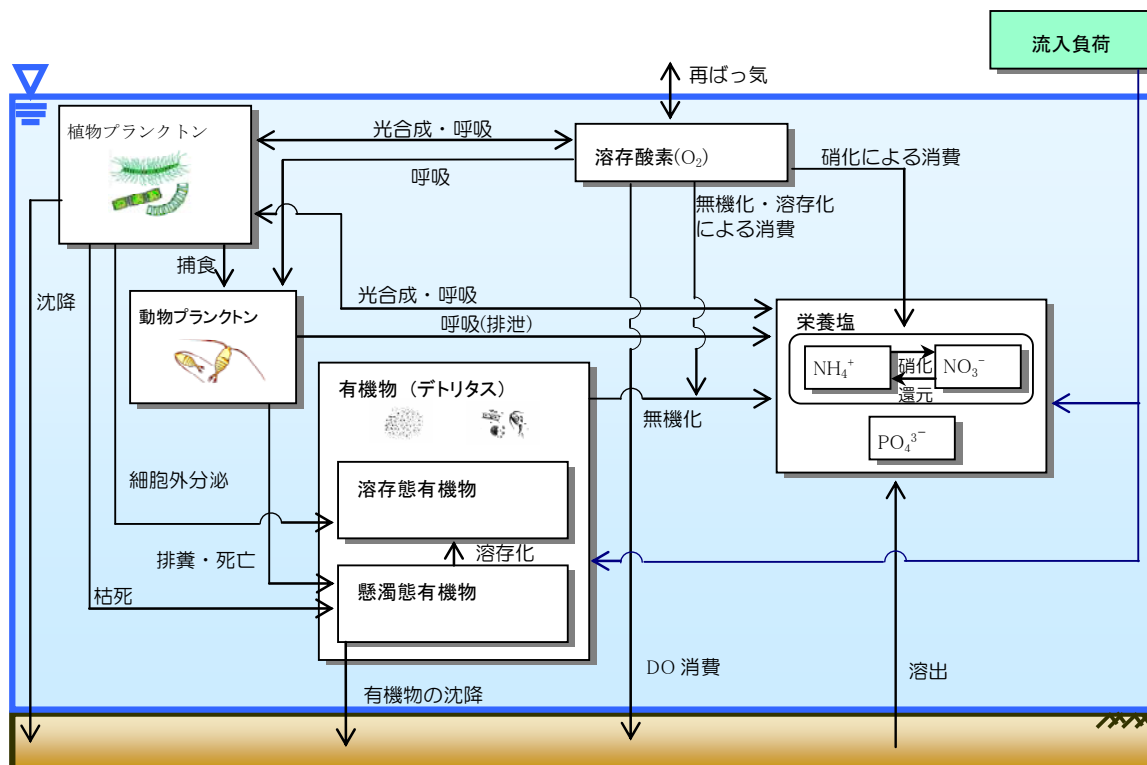 流入負荷
再ばっ気
植物プランクトン
光合成・呼吸
溶存酸素(O₂)
硝化による消費
呼吸
無機化・溶存化
による消費
捕食
沈降
光合成・呼吸
動物プランクトン
呼吸(排泄)
栄養塩
NH₄⁺
硝化
NO₃⁻
還元
有機物（デトリタス）
無機化
PO₄³⁻
細胞外分泌
溶存態有機物
排糞・死亡
溶存化
枯死
懸濁態有機物
有機物の沈降
DO 消費
溶出